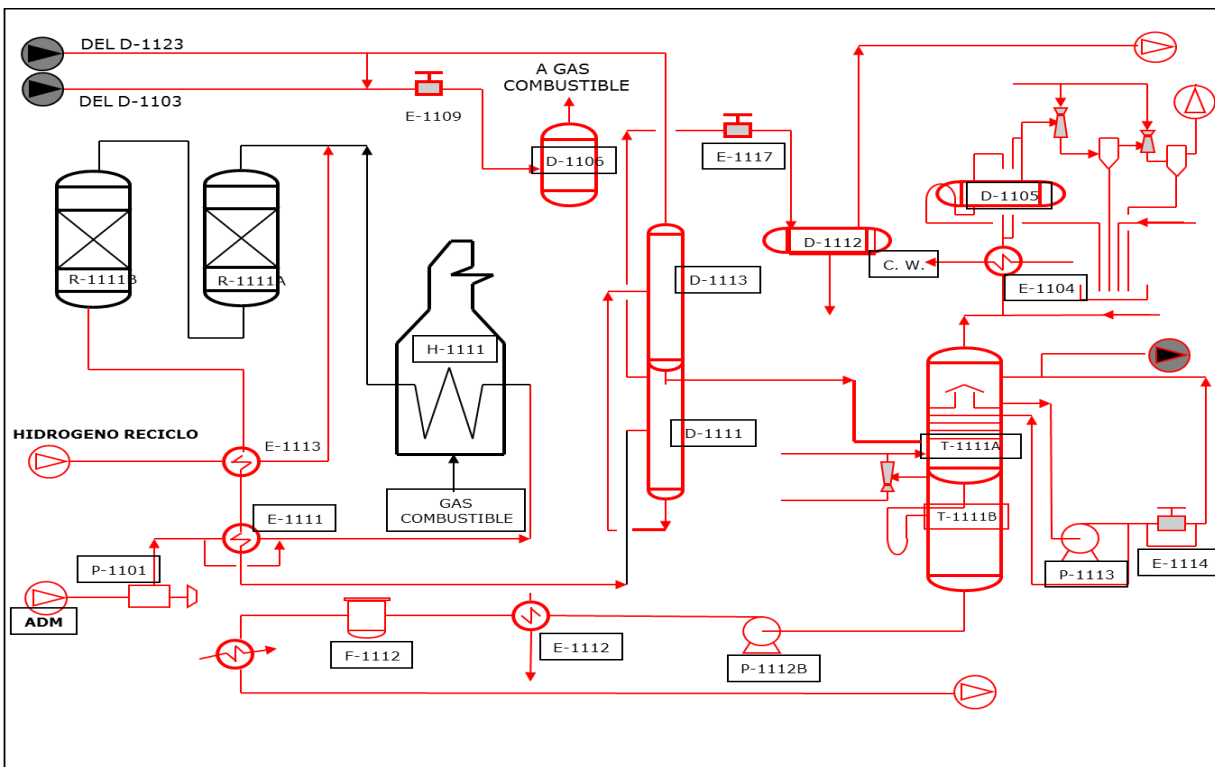 DEL D-1123
DEL D-1103
E-1109
A GAS
COMBUSTIBLE
D-1106
E-1117
D-1105
D-1112
C. W.
E-1104
R-1111B
R-1111A
D-1113
H-1111
HIDROGENO RECICLO
E-1113
D-1111
T-1111A
GAS
COMBUSTIBLE
E-1111
T-1111B
P-1101
P-1113
E-1114
ADM
F-1112
E-1112
P-1112B